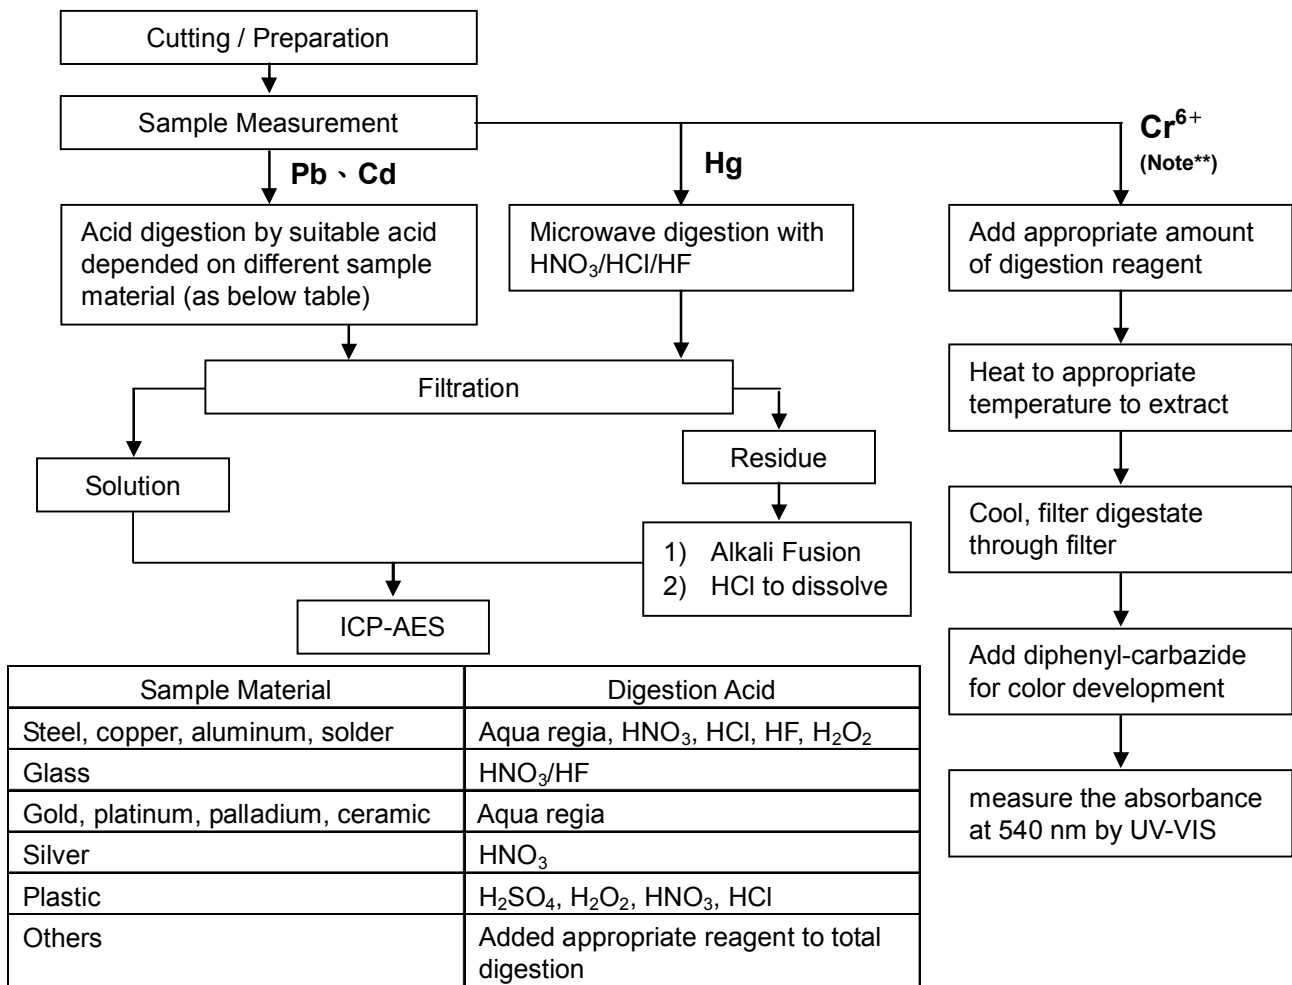 Cutting / Preparation
Sample Measurement
Pb、Cd
Hg
Cr⁶⁺
(Note**)
Acid digestion by suitable acid
depended on different sample
material (as below table)
Microwave digestion with
HNO₃/HCl/HF
Add appropriate amount
of digestion reagent
Filtration
Heat to appropriate
temperature to extract
Solution
Residue
1) Alkali Fusion
2) HCl to dissolve
Cool, filter digestate
through filter
ICP-AES
Add diphenyl-carbazide
for color development
measure the absorbance
at 540 nm by UV-VIS
Sample Material Digestion Acid
Steel, copper, aluminum, solder Aqua regia, HNO₃, HCl, HF, H₂O₂
Glass HNO₃/HF
Gold, platinum, palladium, ceramic Aqua regia
Silver HNO₃
Plastic H₂SO₄, H₂O₂, HNO₃, HCl
Others Added appropriate reagent to total
digestion